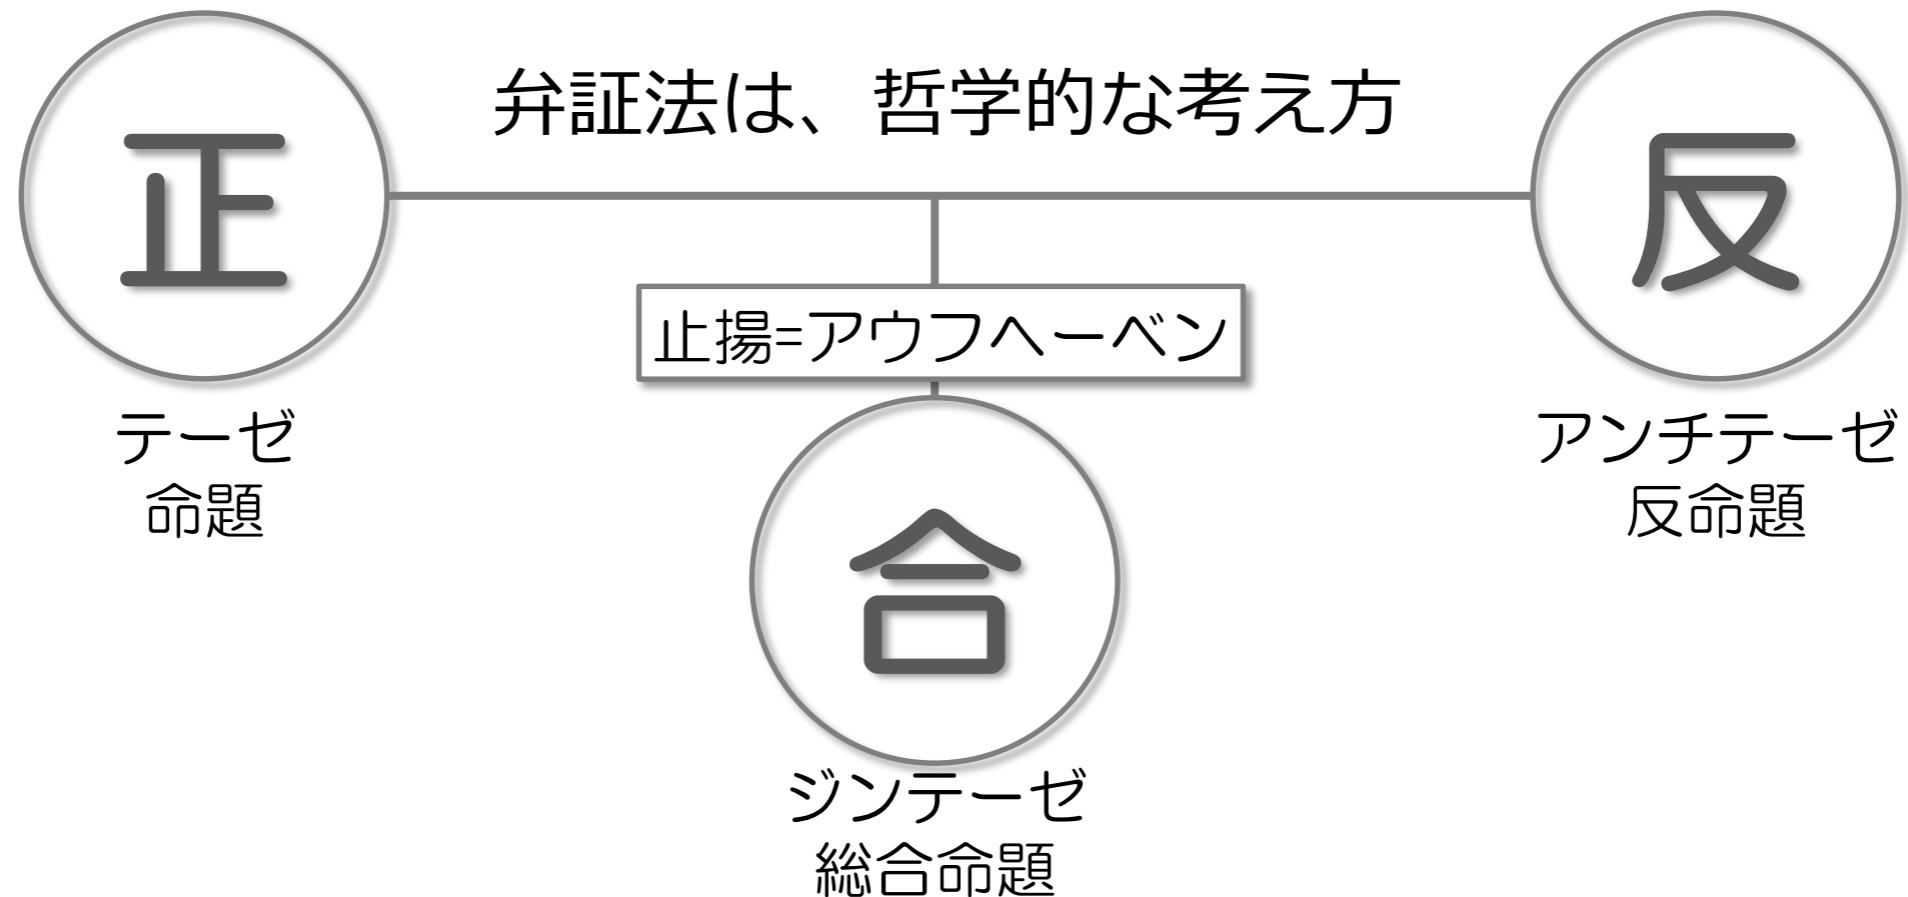 弁証法は、哲学的な考え方
正
反
止揚=アウフヘーベン
テーゼ
命題
アンチテーゼ
反命題
合
ジンテーゼ
総合命題